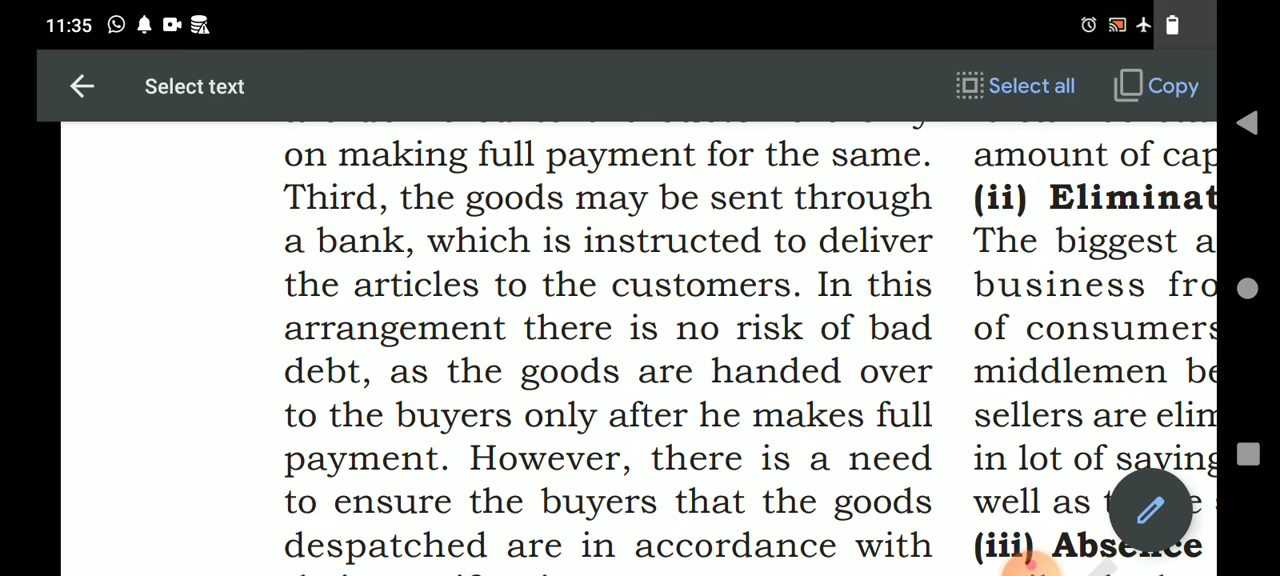 11:35
Select text
Select all
Copy
on making full payment for the same.
Third, the goods may be sent through
a bank, which is instructed to deliver
the articles to the customers. In this
arrangement there is no risk of bad
debt, as the goods are handed over
to the buyers only after he makes full
payment. However, there is a need
to ensure the buyers that the goods
despatched are in accordance with
amount of cap
(ii) Eliminat
The biggest a
business fro
of consumers
middlemen be
sellers are elim
in lot of saving
well as
(iii) Absence